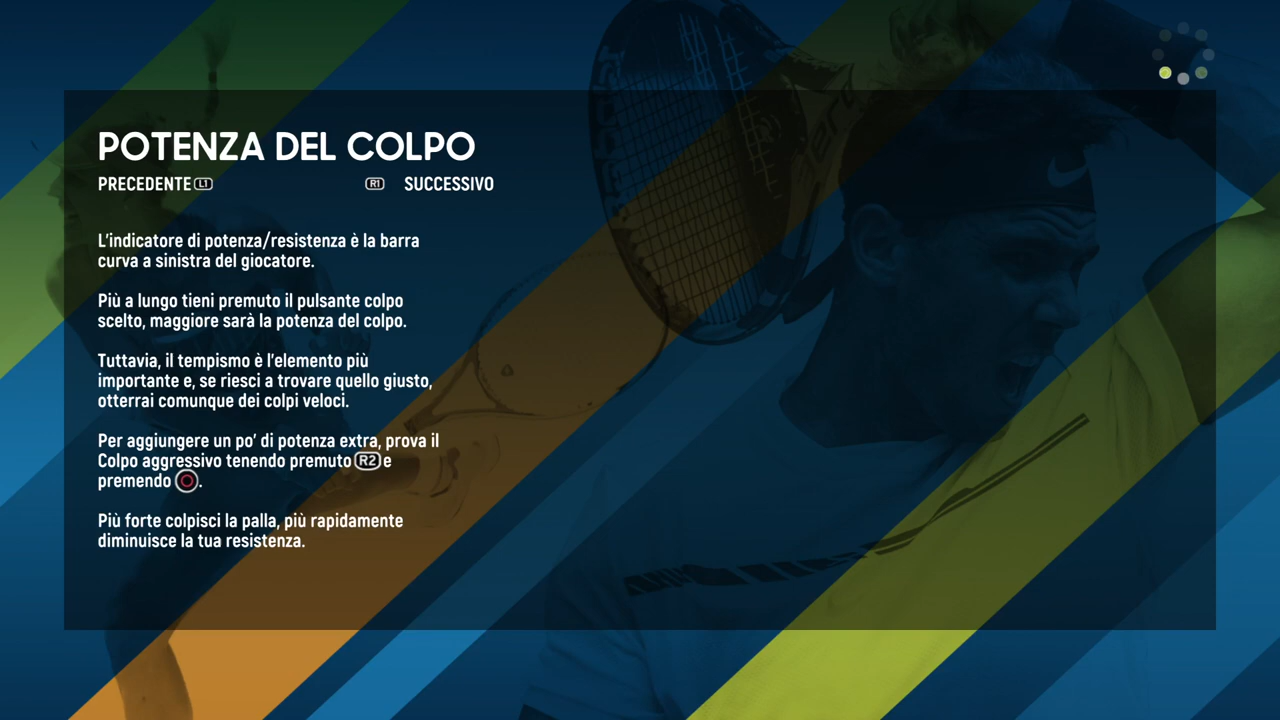 POTENZA DEL COLPO
PRECEDENTE L1 R1 SUCCESSIVO
L'indicatore di potenza/resistenza è la barra
curva a sinistra del giocatore.
Più a lungo tieni premuto il pulsante colpo
scelto, maggiore sarà la potenza del colpo.
Tuttavia, il tempismo è l'elemento più
importante e, se riesci a trovare quello giusto,
otterrai comunque dei colpi veloci.
Per aggiungere un po' di potenza extra, prova il
Colpo aggressivo tenendo premuto R2 e
premendo .
Più forte colpisci la palla, più rapidamente
diminuisce la tua resistenza.